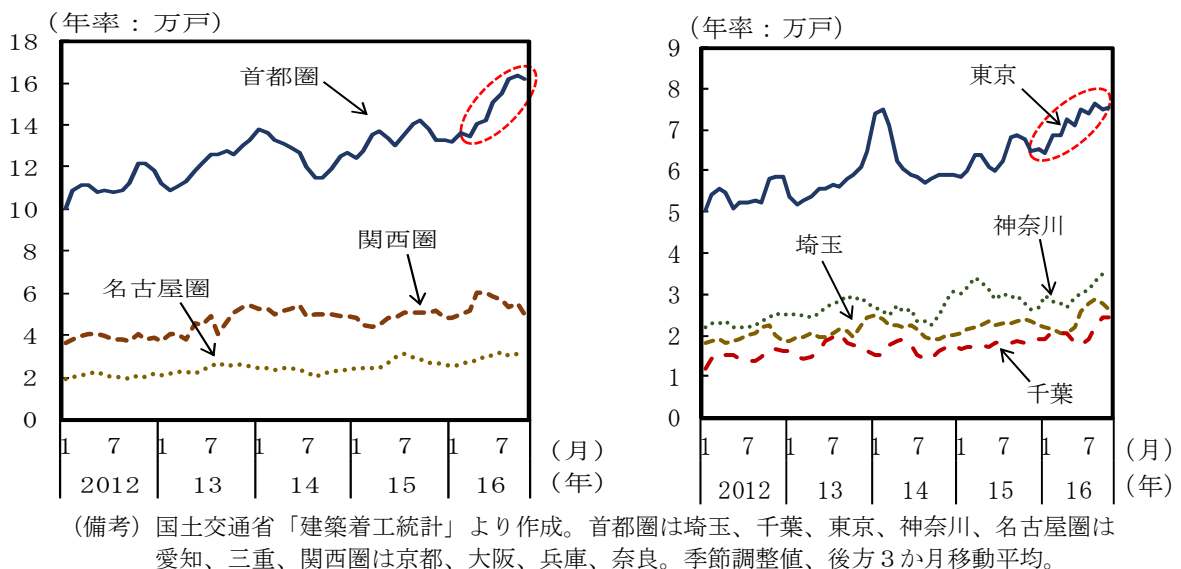 （年率：万戸）
18
16
14
12
10
8
6
4
2
0
首都圏
関西圏
名古屋圏
1 7 1 7 1 7 1 7 1 7 （月）
2012 13 14 15 16 （年）
（年率：万戸）
9
8
7
6
5
4
3
2
1
0
東京
神奈川
埼玉
千葉
1 7 1 7 1 7 1 7 1 7 （月）
2012 13 14 15 16 （年）
（備考）国土交通省「建築着工統計」より作成。首都圏は埼玉、千葉、東京、神奈川、名古屋圏は
愛知、三重、関西圏は京都、大阪、兵庫、奈良。季節調整値、後方３か月移動平均。